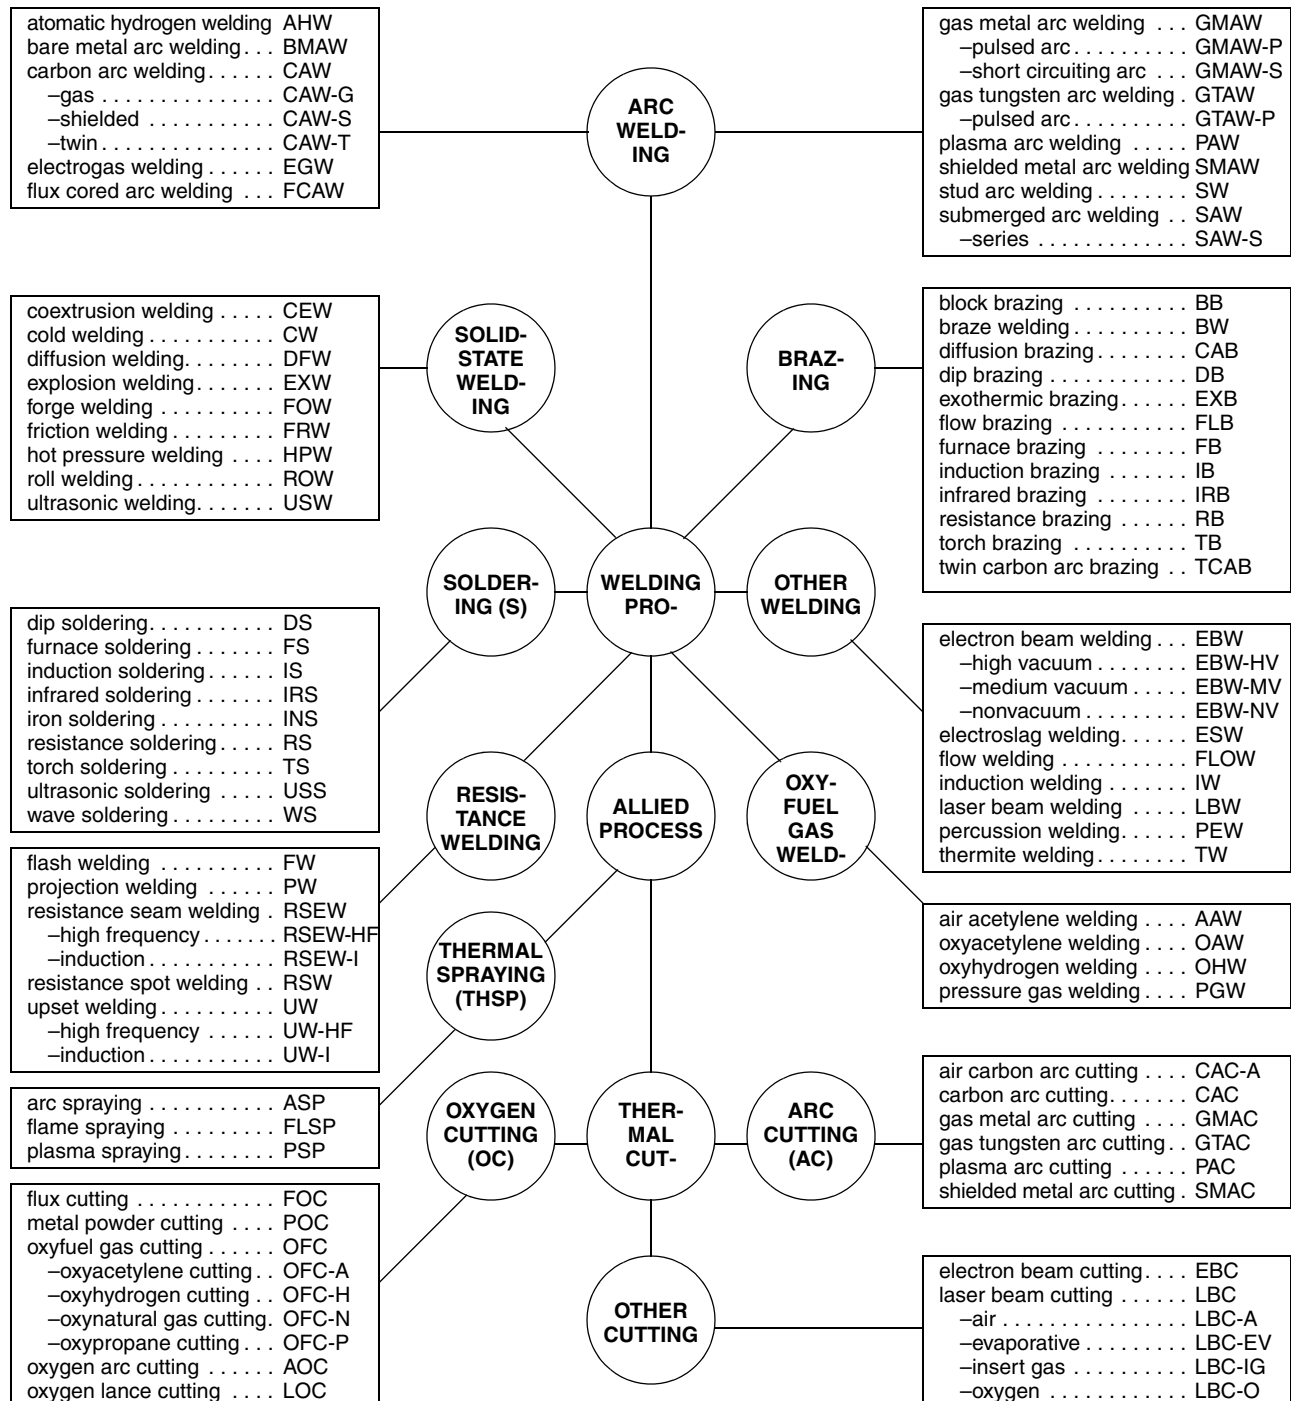 atomatic hydrogen welding AHW
bare metal arc welding . . . BMAW
carbon arc welding . . . . . . CAW
–gas . . . . . . . . . . . . . . . CAW-G
–shielded . . . . . . . . . . . CAW-S
–twin . . . . . . . . . . . . . . . CAW-T
electrogas welding . . . . . . EGW
flux cored arc welding . . . FCAW
ARC
WELD-
ING
gas metal arc welding . . . GMAW
–pulsed arc . . . . . . . . . . GMAW-P
–short circuiting arc . . . GMAW-S
gas tungsten arc welding . GTAW
–pulsed arc . . . . . . . . . . GTAW-P
plasma arc welding . . . . . PAW
shielded metal arc welding SMAW
stud arc welding . . . . . . . . . SW
submerged arc welding . . SAW
–series . . . . . . . . . . . . . SAW-S
coextrusion welding . . . . . CEW
cold welding . . . . . . . . . . . CW
diffusion welding. . . . . . . . DFW
explosion welding . . . . . . . EXW
forge welding . . . . . . . . . . FOW
friction welding . . . . . . . . . FRW
hot pressure welding . . . . HPW
roll welding . . . . . . . . . . . . ROW
ultrasonic welding. . . . . . . USW
SOLID-
STATE
WELD-
ING
BRAZ-
ING
block brazing . . . . . . . . . . BB
braze welding . . . . . . . . . . BW
diffusion brazing . . . . . . . . CAB
dip brazing . . . . . . . . . . . . DB
exothermic brazing . . . . . . EXB
flow brazing . . . . . . . . . . . FLB
furnace brazing . . . . . . . . FB
induction brazing . . . . . . . IB
infrared brazing . . . . . . . . IRB
resistance brazing . . . . . . RB
torch brazing . . . . . . . . . . TB
twin carbon arc brazing . . TCAB
SOLDER-
ING (S)
WELDING
PRO-
OTHER
WELDING
dip soldering . . . . . . . . . . . DS
furnace soldering . . . . . . . FS
induction soldering . . . . . . IS
infrared soldering . . . . . . . IRS
iron soldering . . . . . . . . . . INS
resistance soldering . . . . . RS
torch soldering . . . . . . . . . TS
ultrasonic soldering . . . . . USS
wave soldering . . . . . . . . . WS
electron beam welding . . . EBW
–high vacuum . . . . . . . . EBW-HV
–medium vacuum . . . . . EBW-MV
–nonvacuum . . . . . . . . . EBW-NV
electroslag welding . . . . . . ESW
flow welding . . . . . . . . . . . FLOW
induction welding . . . . . . . IW
laser beam welding . . . . . LBW
percussion welding . . . . . . PEW
thermite welding . . . . . . . . TW
RESIS-
TANCE
WELDING
ALLIED
PROCESS
OXY-
FUEL
GAS
WELD-
flash welding . . . . . . . . . . FW
projection welding . . . . . . PW
resistance seam welding . RSEW
–high frequency . . . . . . . RSEW-HF
–induction . . . . . . . . . . . RSEW-I
resistance spot welding . . RSW
upset welding . . . . . . . . . . UW
–high frequency . . . . . . UW-HF
–induction . . . . . . . . . . . UW-I
air acetylene welding . . . . AAW
oxyacetylene welding . . . . OAW
oxyhydrogen welding . . . . OHW
pressure gas welding . . . . PGW
THERMAL
SPRAYING
(THSP)
arc spraying . . . . . . . . . . . ASP
flame spraying . . . . . . . . . FLSP
plasma spraying . . . . . . . . PSP
OXYGEN
CUTTING
(OC)
THER-
MAL
CUT-
ARC
CUTTING
(AC)
air carbon arc cutting . . . . CAC-A
carbon arc cutting . . . . . . . CAC
gas metal arc cutting . . . . GMAC
gas tungsten arc cutting . . GTAC
plasma arc cutting . . . . . . PAC
shielded metal arc cutting . SMAC
flux cutting . . . . . . . . . . . . FOC
metal powder cutting . . . . POC
oxyfuel gas cutting . . . . . . OFC
–oxyacetylene cutting . . OFC-A
–oxyhydrogen cutting . . OFC-H
–oxynatural gas cutting. OFC-N
–oxypropane cutting . . . OFC-P
oxygen arc cutting . . . . . . AOC
oxygen lance cutting . . . . LOC
OTHER
CUTTING
electron beam cutting . . . . EBC
laser beam cutting . . . . . . LBC
–air . . . . . . . . . . . . . . . . LBC-A
–evaporative . . . . . . . . . LBC-EV
–insert gas . . . . . . . . . . LBC-IG
–oxygen . . . . . . . . . . . . LBC-O